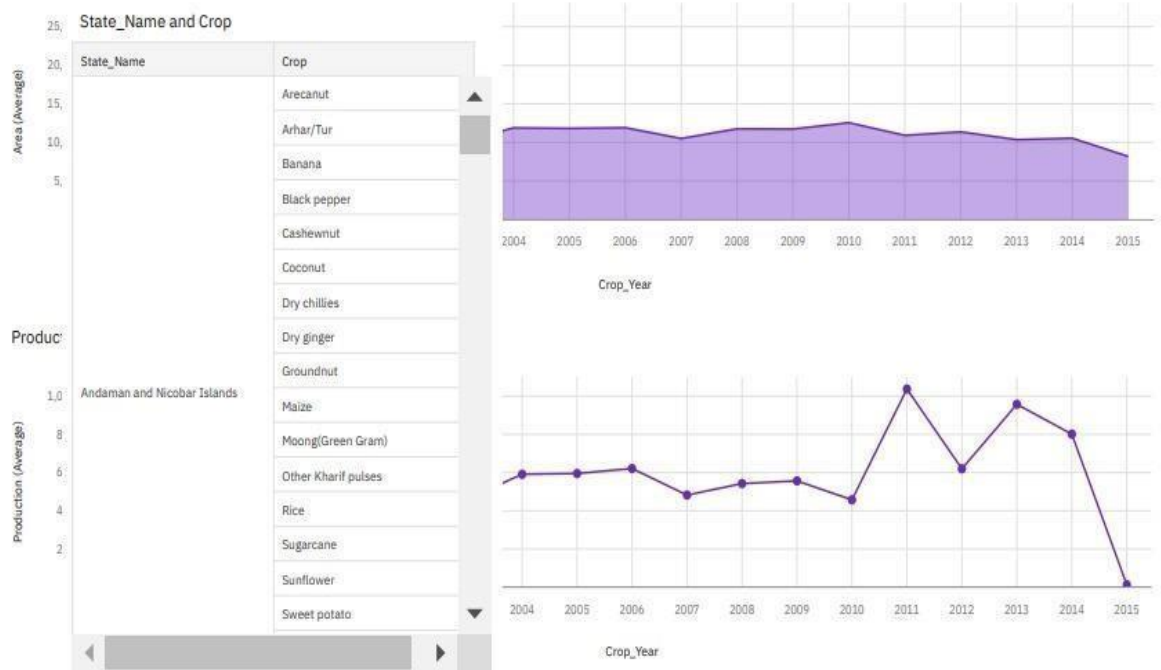 State_Name and Crop
State_Name Crop
Arecanut
Arhar/Tur
Banana
Black pepper
Cashewnut
Coconut
Dry chillies
Dry ginger
Groundnut
Andaman and Nicobar Islands
Maize
Moong(Green Gram)
Other Kharif pulses
Rice
Sugarcane
Sunflower
Sweet potato
Area (Average)
25,
20,
15,
10,
5,
2004 2005 2006 2007 2008 2009 2010 2011 2012 2013 2014 2015
Crop_Year
Produc
Production (Average)
1,0
8
6
4
2
2004 2005 2006 2007 2008 2009 2010 2011 2012 2013 2014 2015
Crop_Year